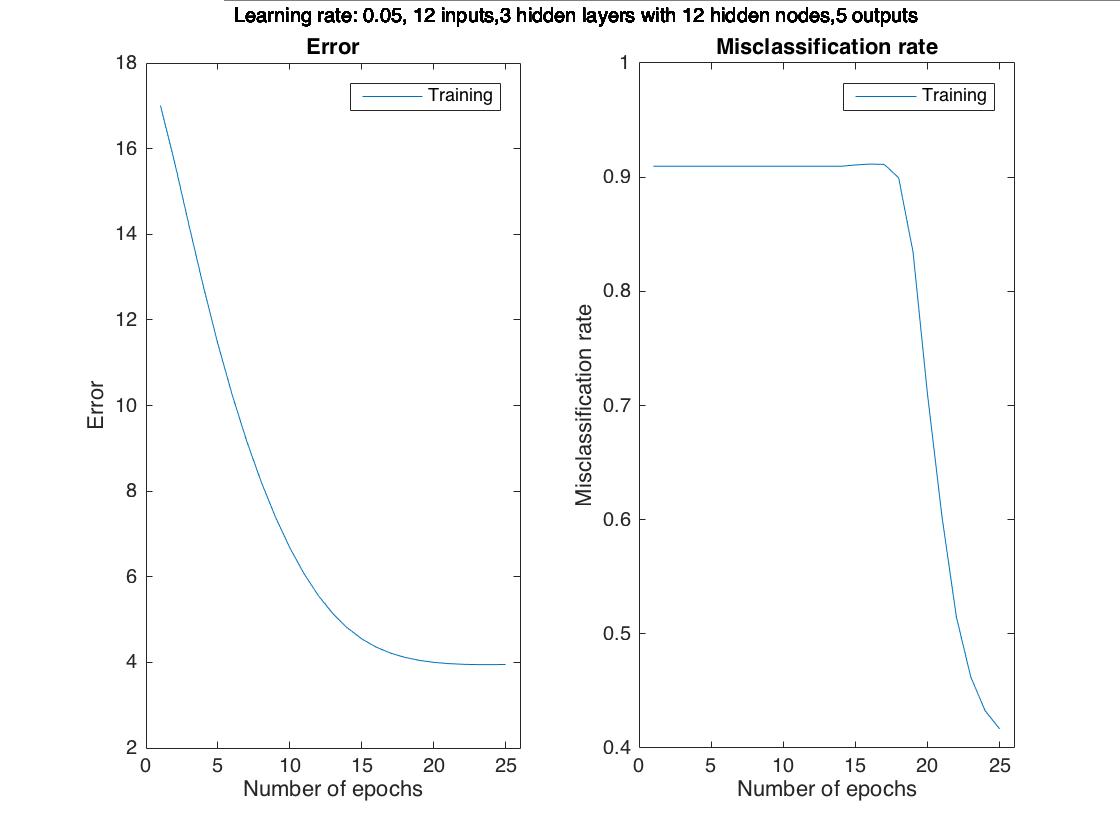 Learning rate: 0.05, 12 inputs,3 hidden layers with 12 hidden nodes,5 outputs
Error
Training
18
16
14
12
10
8
6
4
2
Error
0 5 10 15 20 25
Number of epochs
Misclassification rate
Training
1
0.9
0.8
0.7
0.6
0.5
0.4
Misclassification rate
0 5 10 15 20 25
Number of epochs